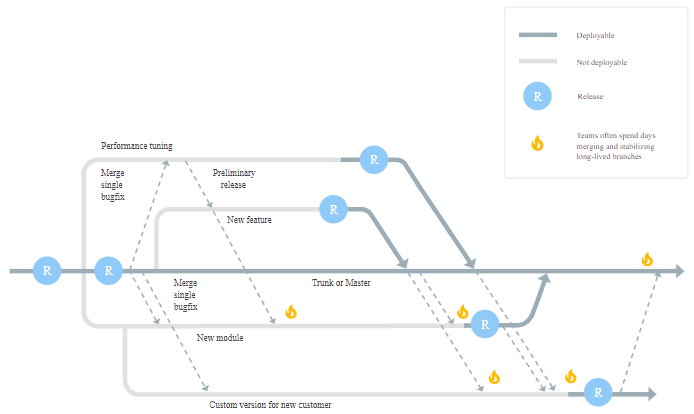 Deployable
Not deployable
R
Release
Teams often spend days
merging and stabilizing
long-lived branches
Performance tuning
R
Merge
single
bugfix
Preliminary
release
R
New feature
R
R
Merge
single
bugfix
Trunk or Master
R
New module
R
Custom version for new customer